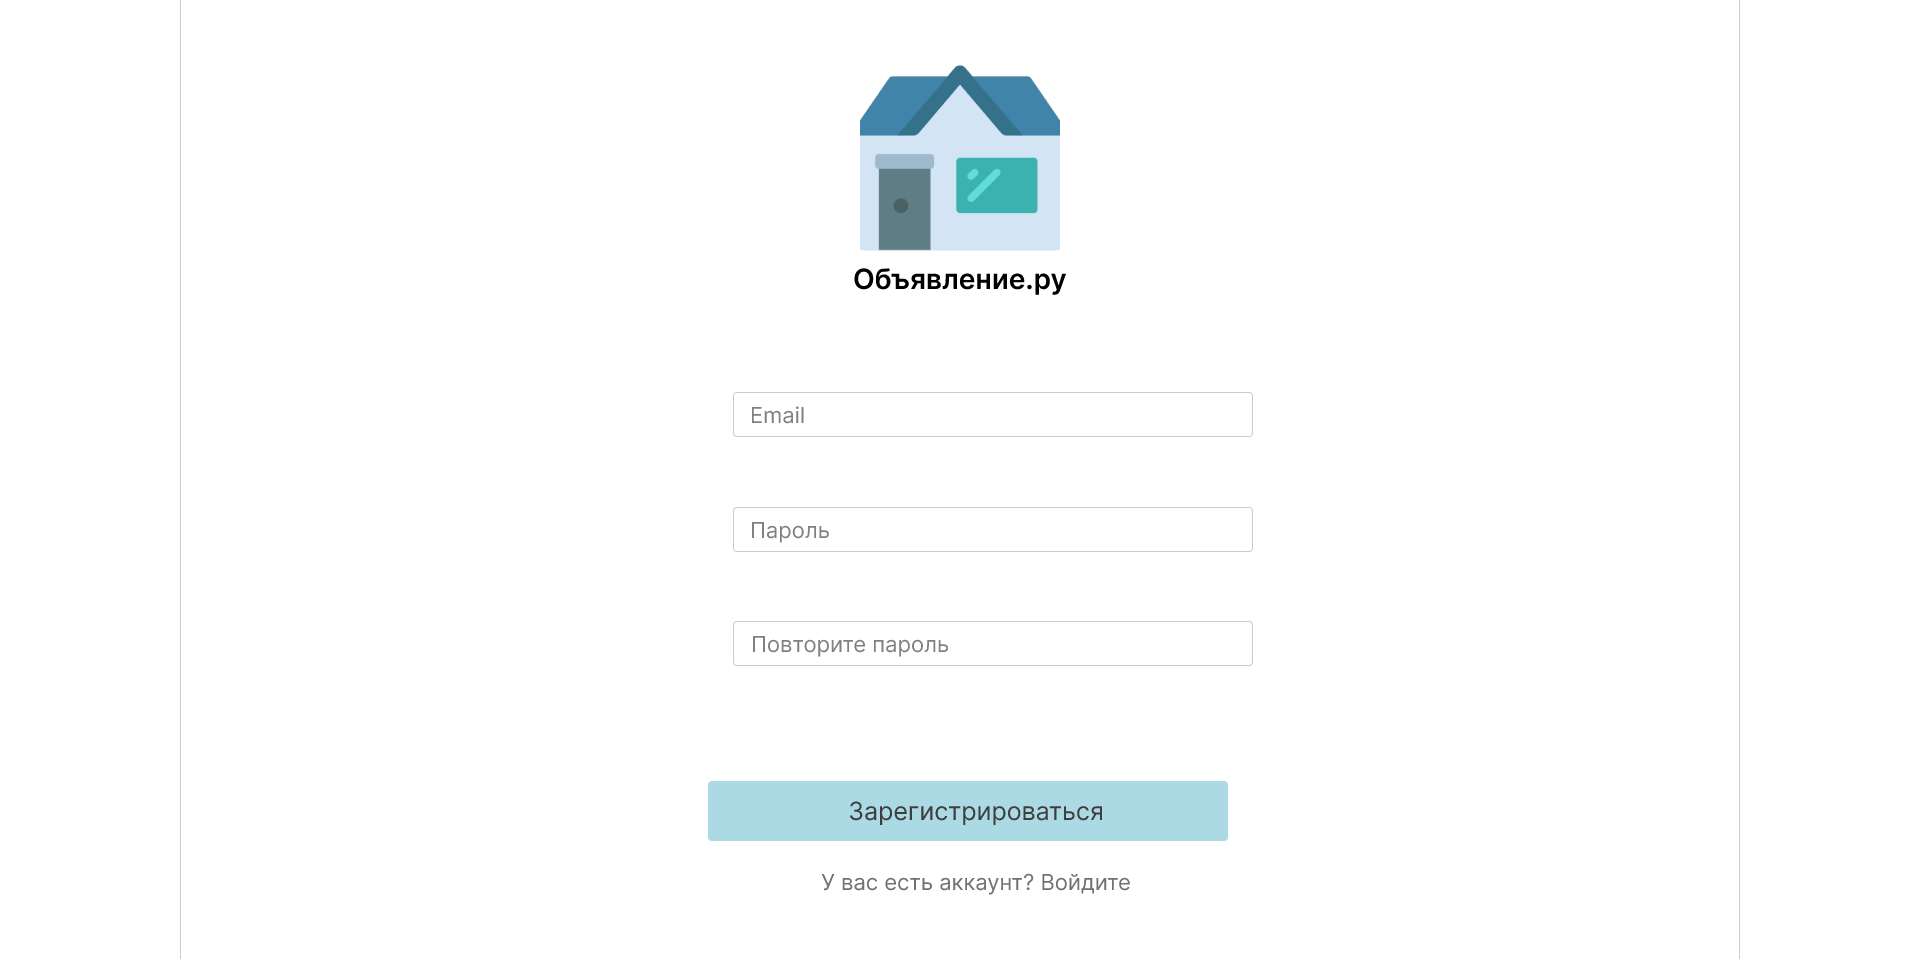 Объявление.ру
Email
Пароль
Повторите пароль
Зарегистрироваться
У вас есть аккаунт? Войдите